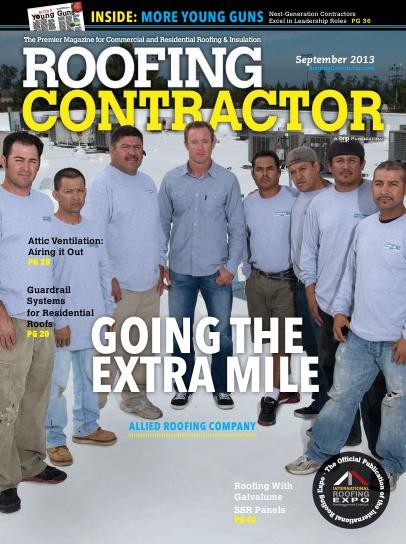 MORE
Young Guns
INSIDE: MORE YOUNG GUNS
Next-Generation Contractors
Excel in Leadership Roles PG 36
The Premier Magazine for Commercial and Residential Roofing & Insulation
ROOFING
CONTRACTOR
September 2013
RoofingContractor.com
A bnp PUBLICATION
Attic Ventilation:
Airing it Out
PG 28
Guardrail
Systems
for Residential
Roofs
PG 20
GOING THE
EXTRA MILE
ALLIED ROOFING COMPANY
Roofing With
Galvalume
SSR Panels
The Official Publication of the International Roofing Expo
INTERNATIONAL
ROOFING
EXPO